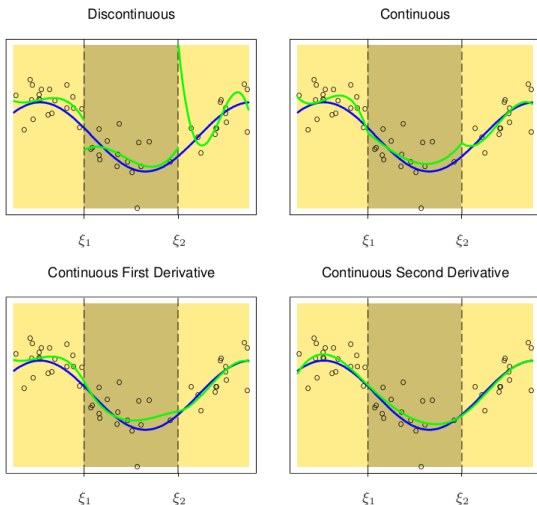 Discontinuous
Continuous
ξ1 ξ2
ξ1 ξ2
Continuous First Derivative
Continuous Second Derivative
ξ1 ξ2
ξ1 ξ2